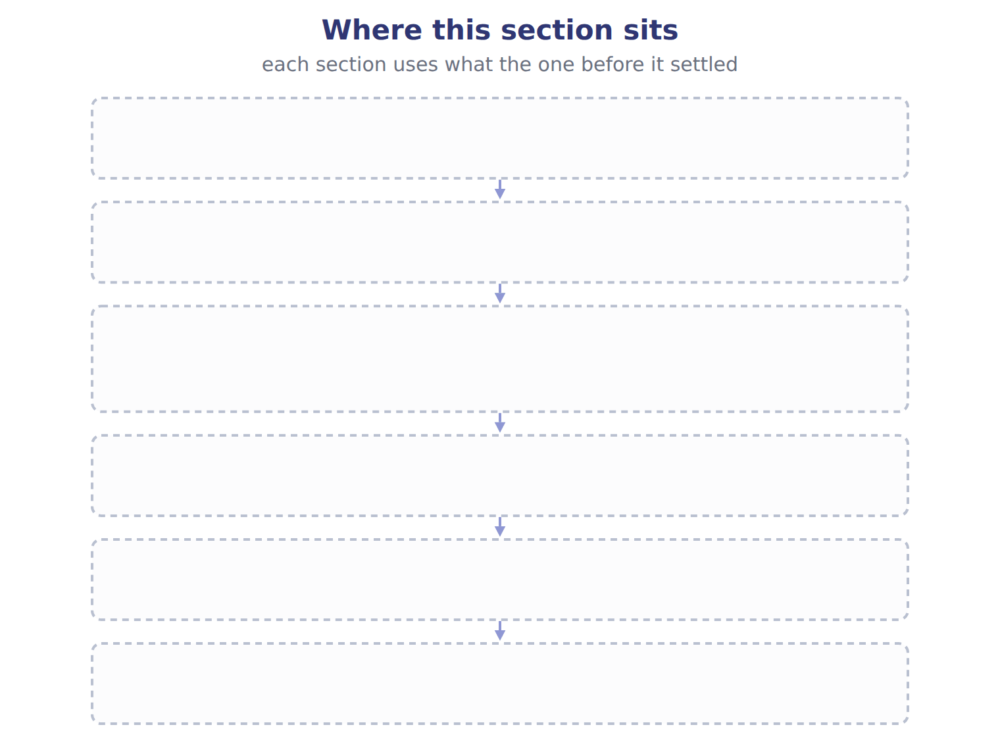 Where this section sits
each section uses what the one before it settled